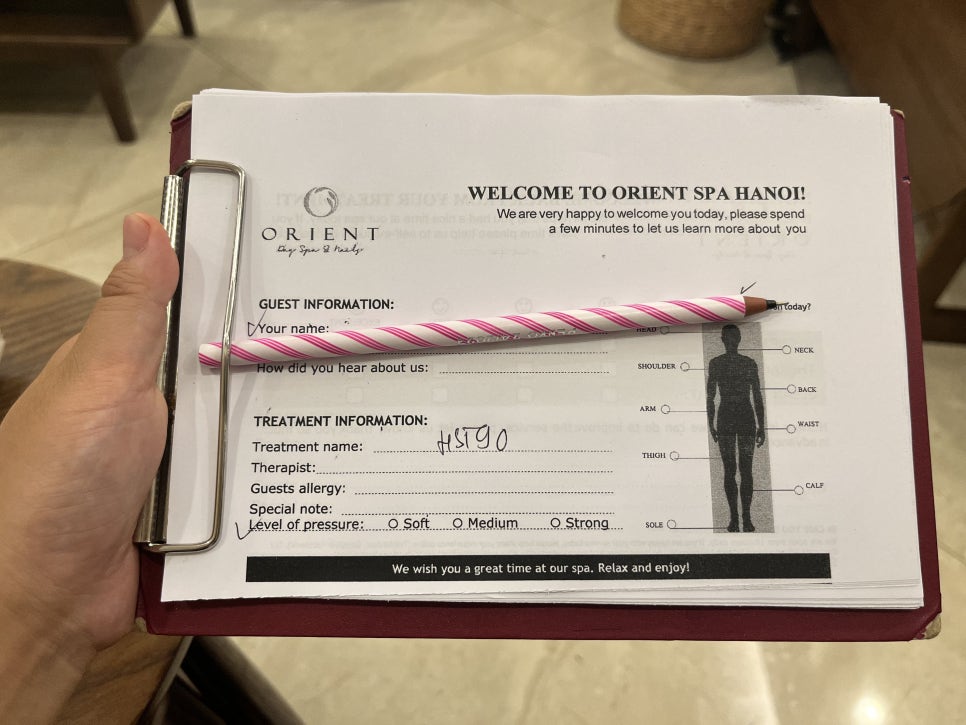 WELCOME TO ORIENT SPA HANOI!
We are very happy to welcome you today, please spend
a few minutes to let us learn more about you
ORIENT
GUEST INFORMATION:
today?
Your name:
How did you hear about us:
HEAD
NECK
SHOULDER
BACK
ARM
WAIST
THIGH
CALF
SOLE
TREATMENT INFORMATION:
Treatment name: HST90
Therapist:
Guests allergy:
Special note:
Level of pressure: Soft Medium Strong
We wish you a great time at our spa. Relax and enjoy!